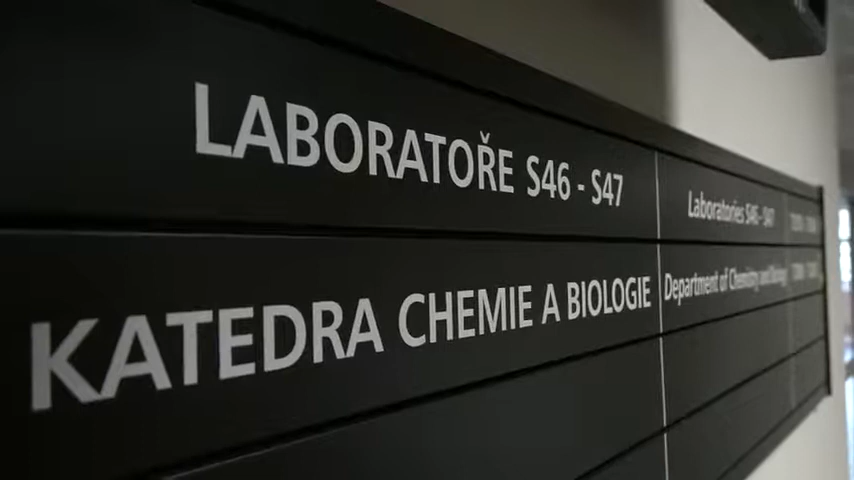 LABORATOŘE S46 - S47 Laboratories S46 - S47
KATEDRA CHEMIE A BIOLOGIE Department of Chemistry and Biology